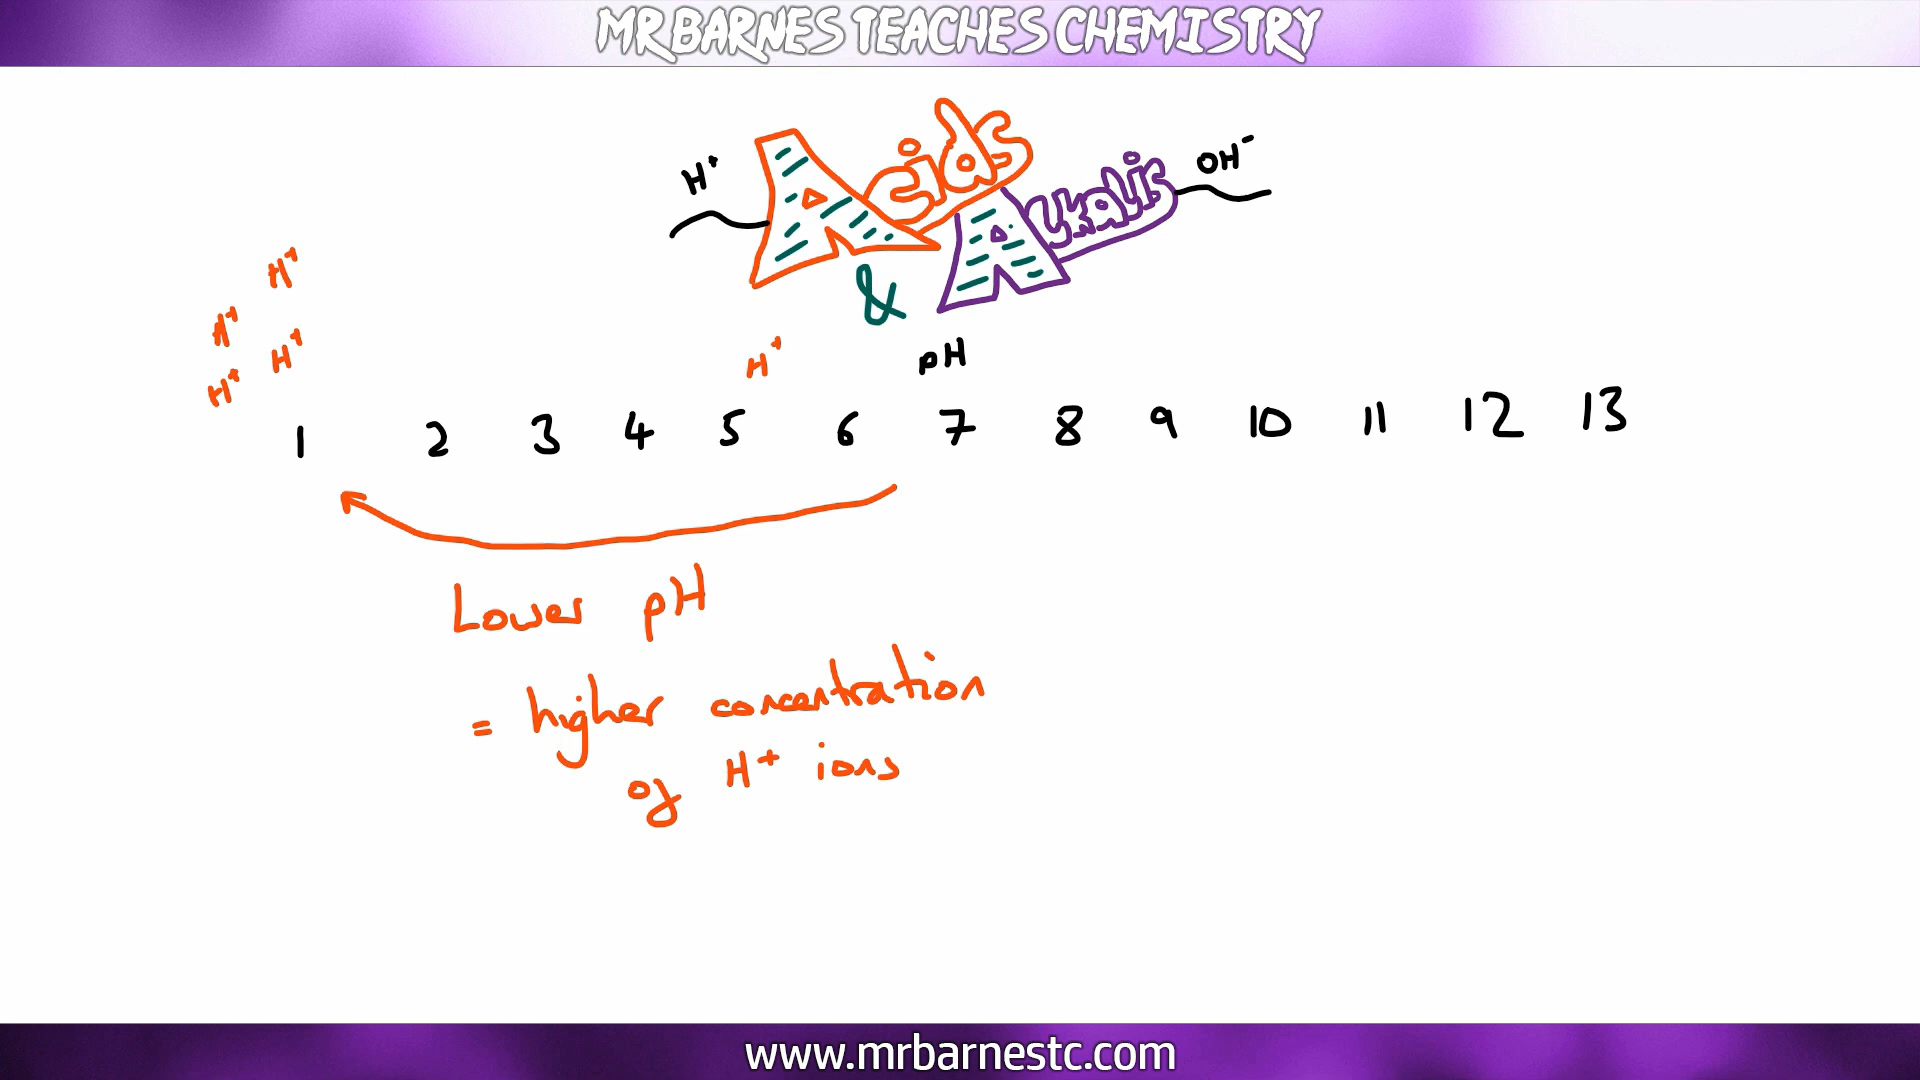 MR BARNES TEACHES CHEMISTRY
H⁺ Acids
& Alkalis OH⁻
H⁺
H⁺
H⁺
H⁺
H⁺
pH
1 2 3 4 5 6 7 8 9 10 11 12 13
Lower pH
= higher concentration
of H⁺ ions
www.mrbarnestc.com